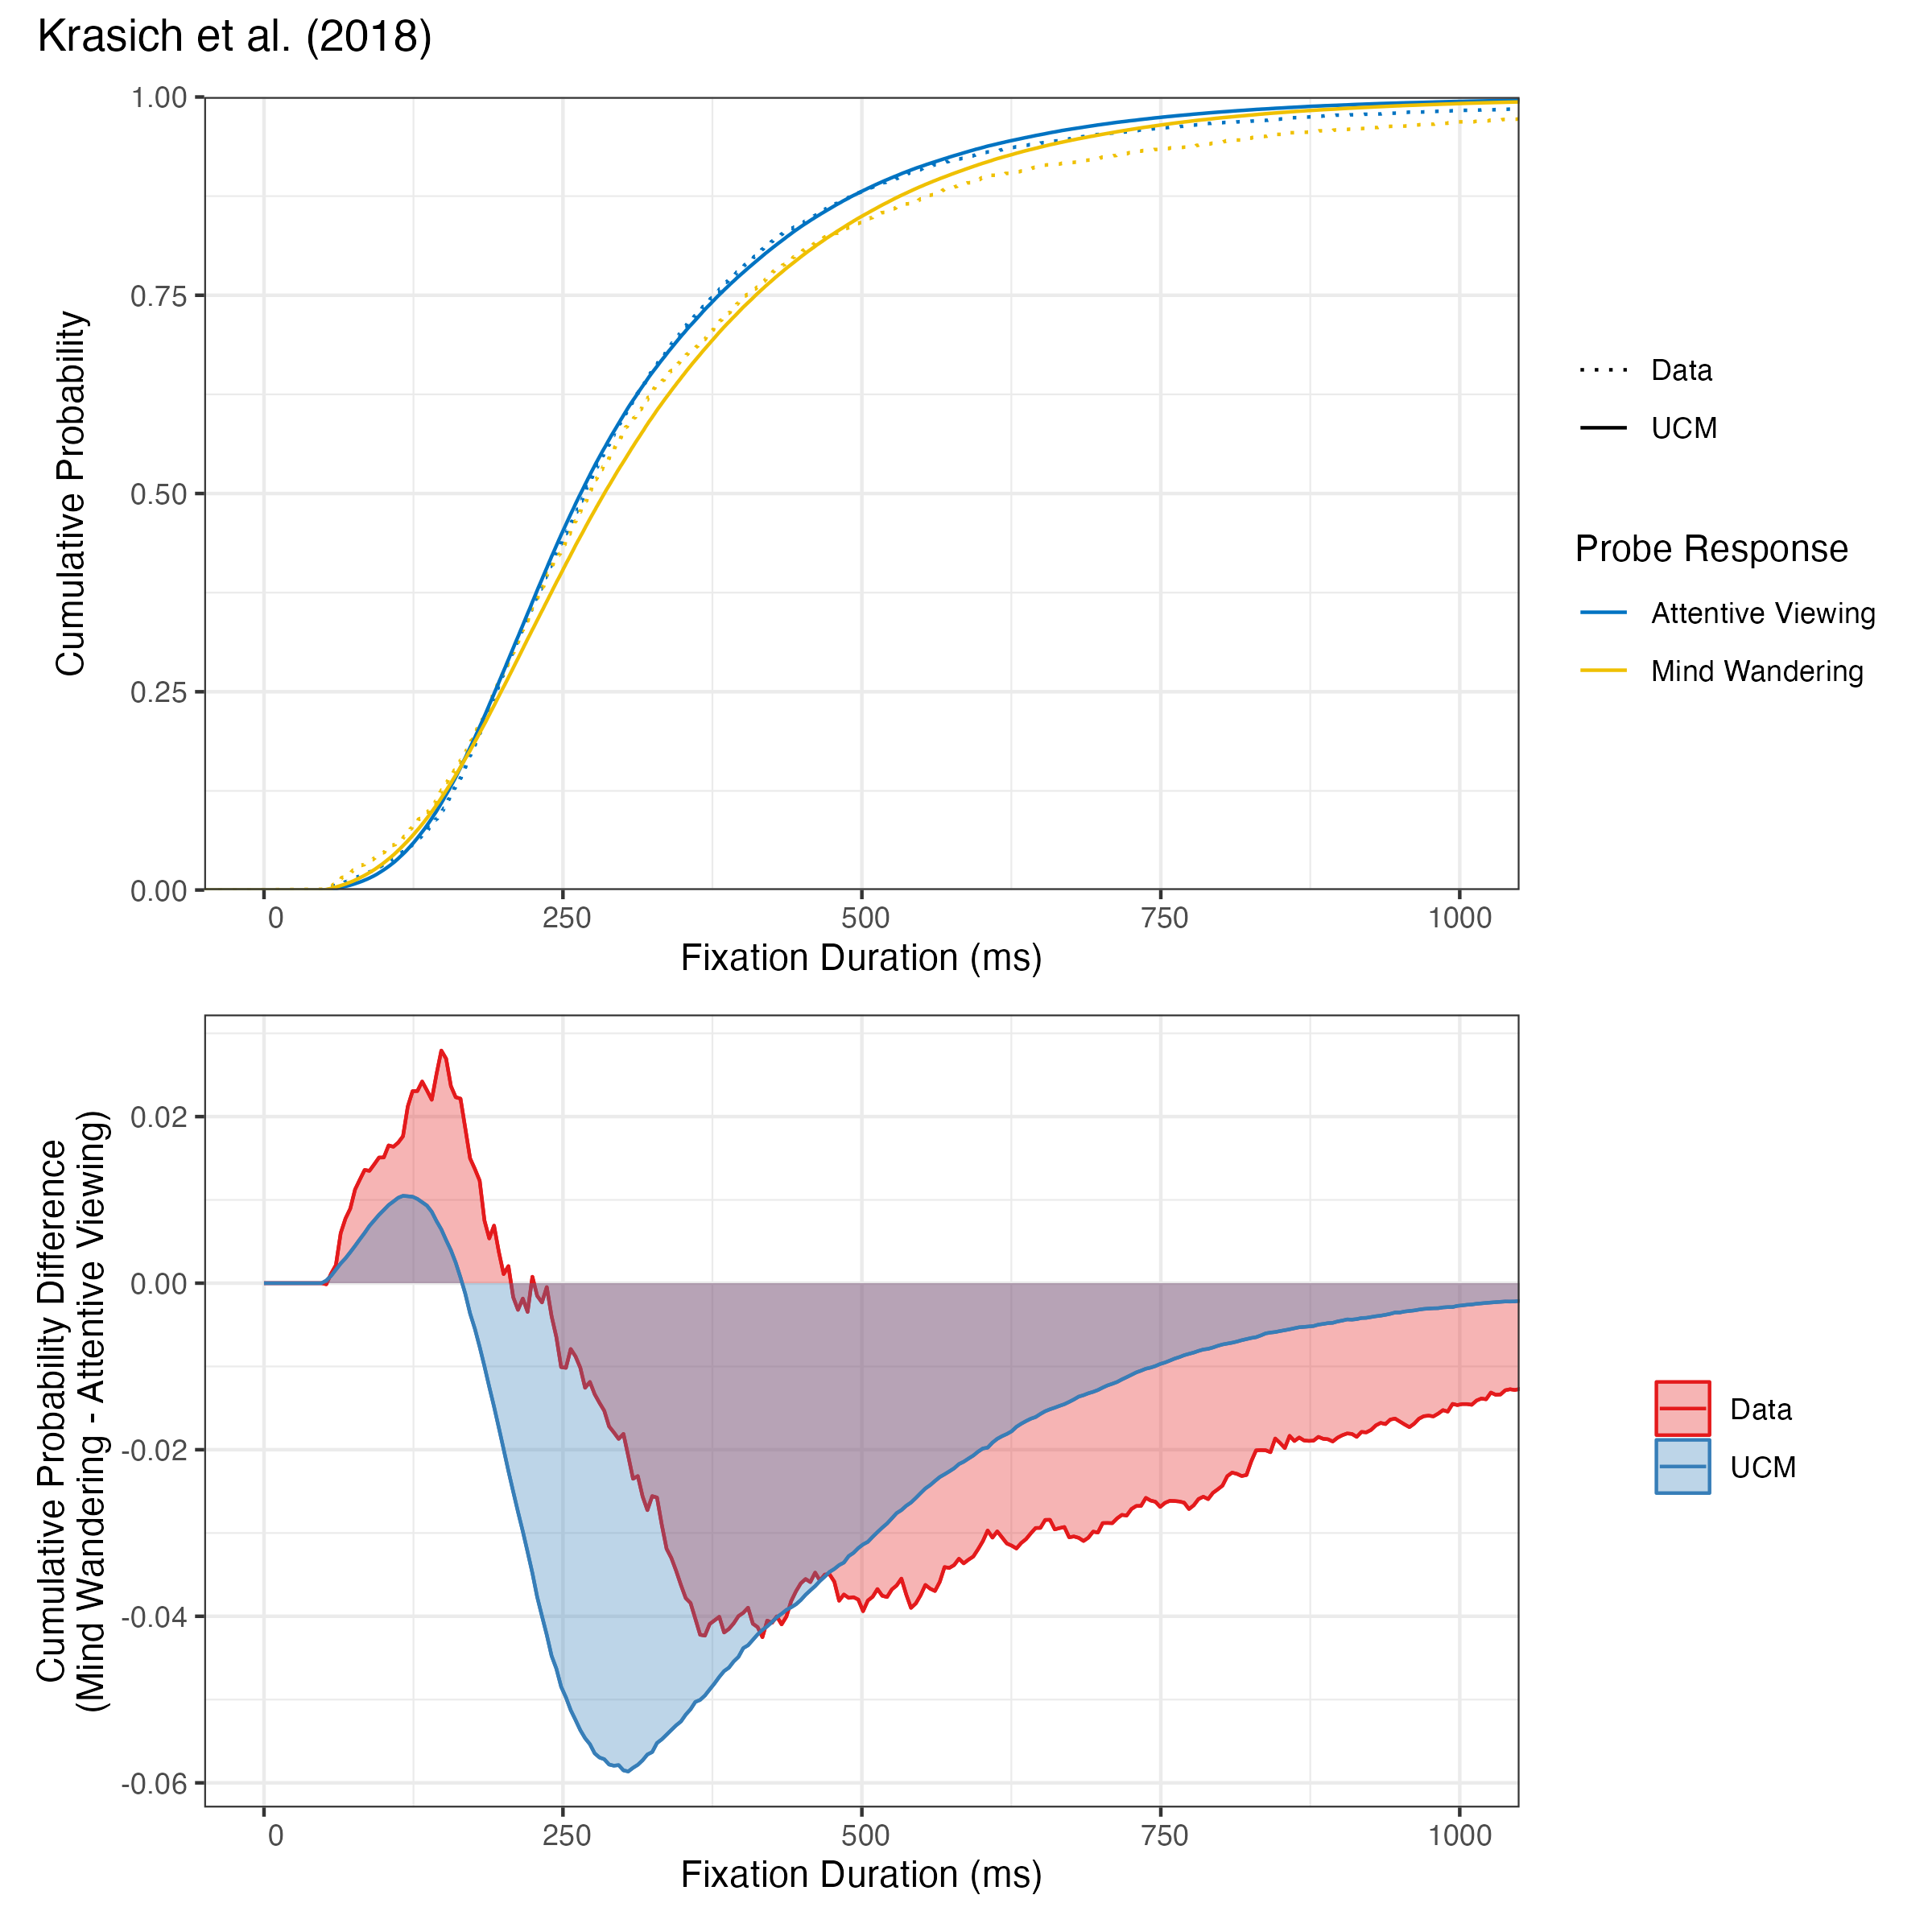 Krasich et al. (2018)
1.00
0.75
0.50
0.25
0.00
Cumulative Probability
0 250 500 750 1000
Fixation Duration (ms)
Data
UCM
Probe Response
Attentive Viewing
Mind Wandering
0.02
0.00
-0.02
-0.04
-0.06
Cumulative Probability Difference
(Mind Wandering - Attentive Viewing)
0 250 500 750 1000
Fixation Duration (ms)
Data
UCM